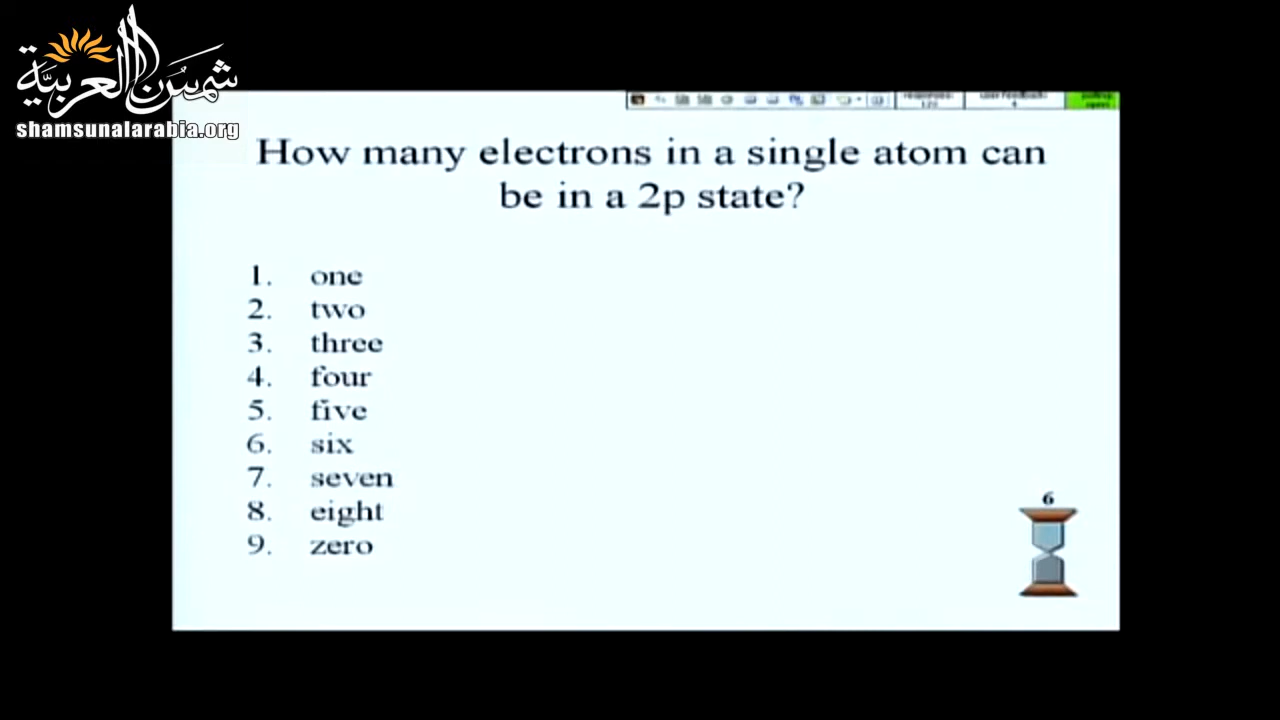 شمس العربية
shamsunalarabia.org
How many electrons in a single atom can
be in a 2p state?
1. one
2. two
3. three
4. four
5. five
6. six
7. seven
8. eight
9. zero
6